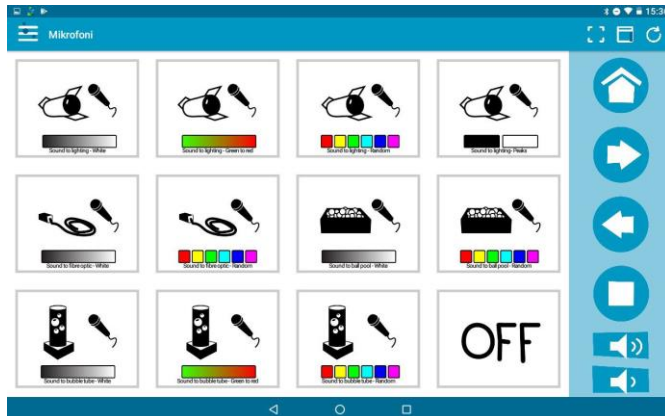 15:30
Mikrofoni
Sound to lighting - White
Sound to lighting - Green to red
Sound to lighting - Random
Sound to lighting - Peaks
Sound to fibre optic - White
Sound to fibre optic - Random
Sound to ball pool - White
Sound to ball pool - Random
Sound to bubble tube - White
Sound to bubble tube - Green to red
Sound to bubble tube - Random
OFF